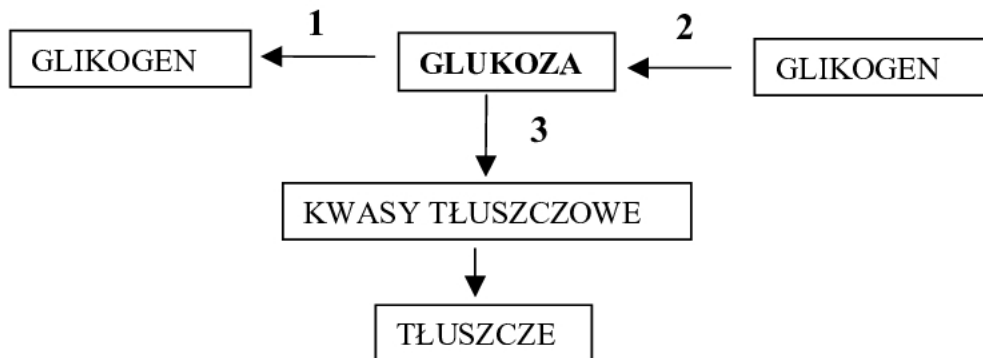 1
2
GLIKOGEN
GLUKOZA
GLIKOGEN
3
KWASY TŁUSZCZOWE
TŁUSZCZE